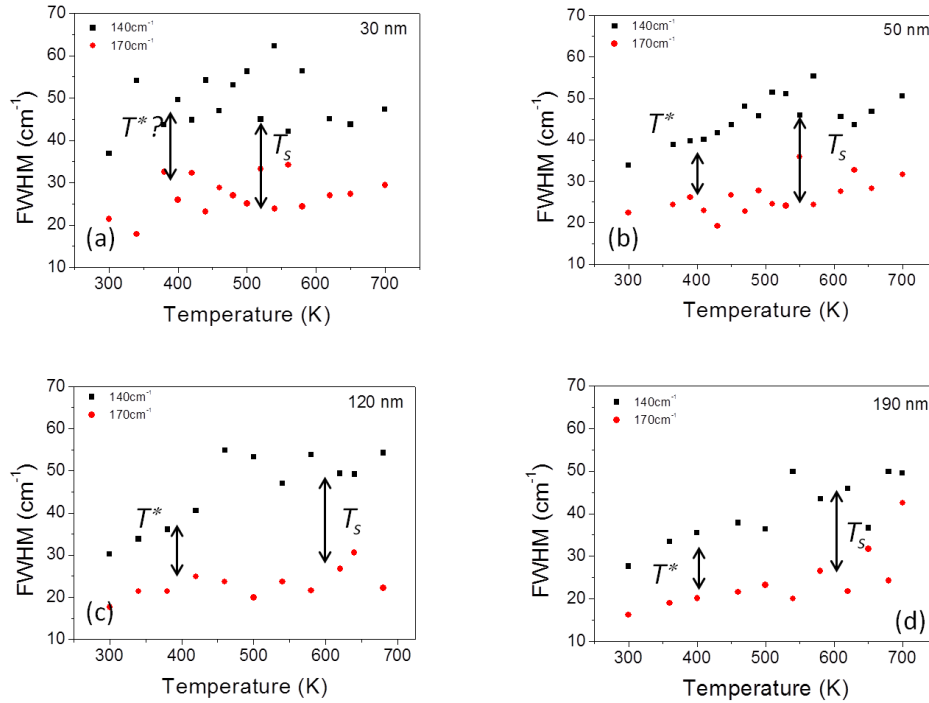 140cm-1
170cm-1
30 nm
70
60
50
40
30
20
10
FWHM (cm-1)
T* ?
Ts
(a)
300 400 500 600 700
Temperature (K)
140cm-1
170cm-1
50 nm
70
60
50
40
30
20
10
FWHM (cm-1)
T*
Ts
(b)
300 400 500 600 700
Temperature (K)
140cm-1
170cm-1
120 nm
70
60
50
40
30
20
10
FWHM (cm-1)
T*
Ts
(c)
300 400 500 600 700
Temperature (K)
140cm-1
170cm-1
190 nm
70
60
50
40
30
20
10
FWHM (cm-1)
T*
Ts
(d)
300 400 500 600 700
Temperature (K)